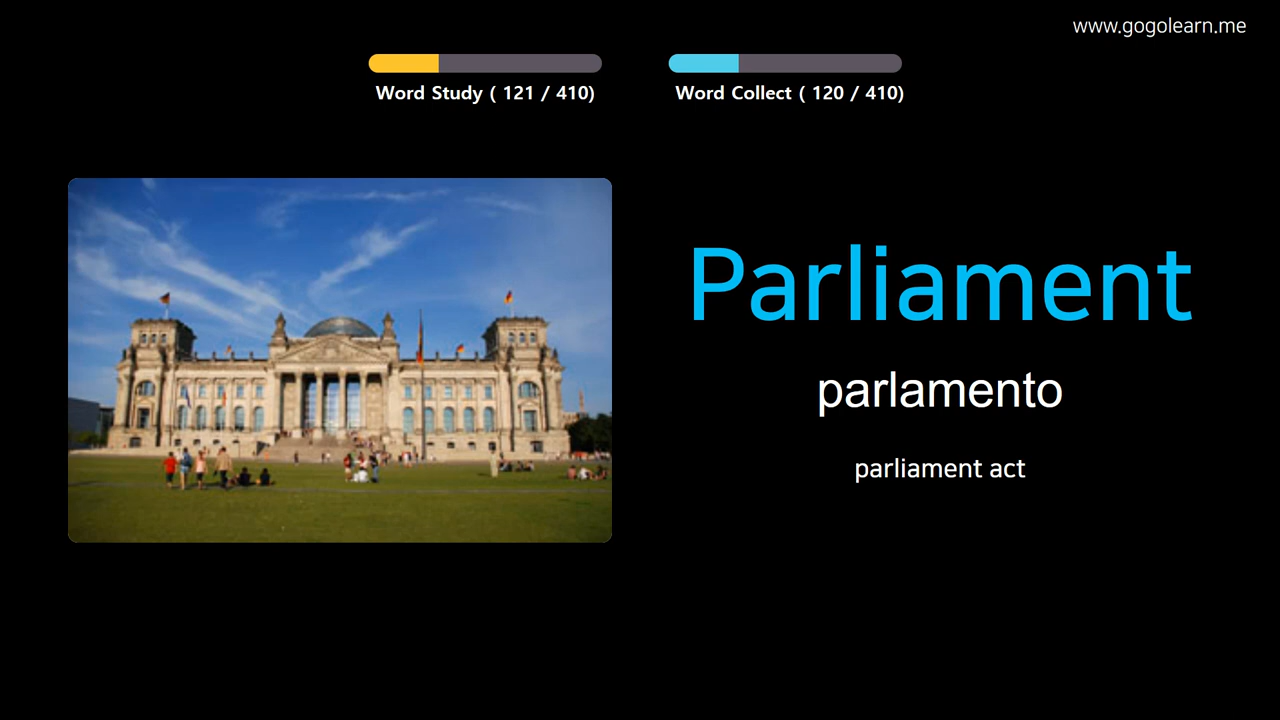 www.gogolearn.me
Word Study ( 121 / 410)
Word Collect ( 120 / 410)
Parliament
parlamento
parliament act